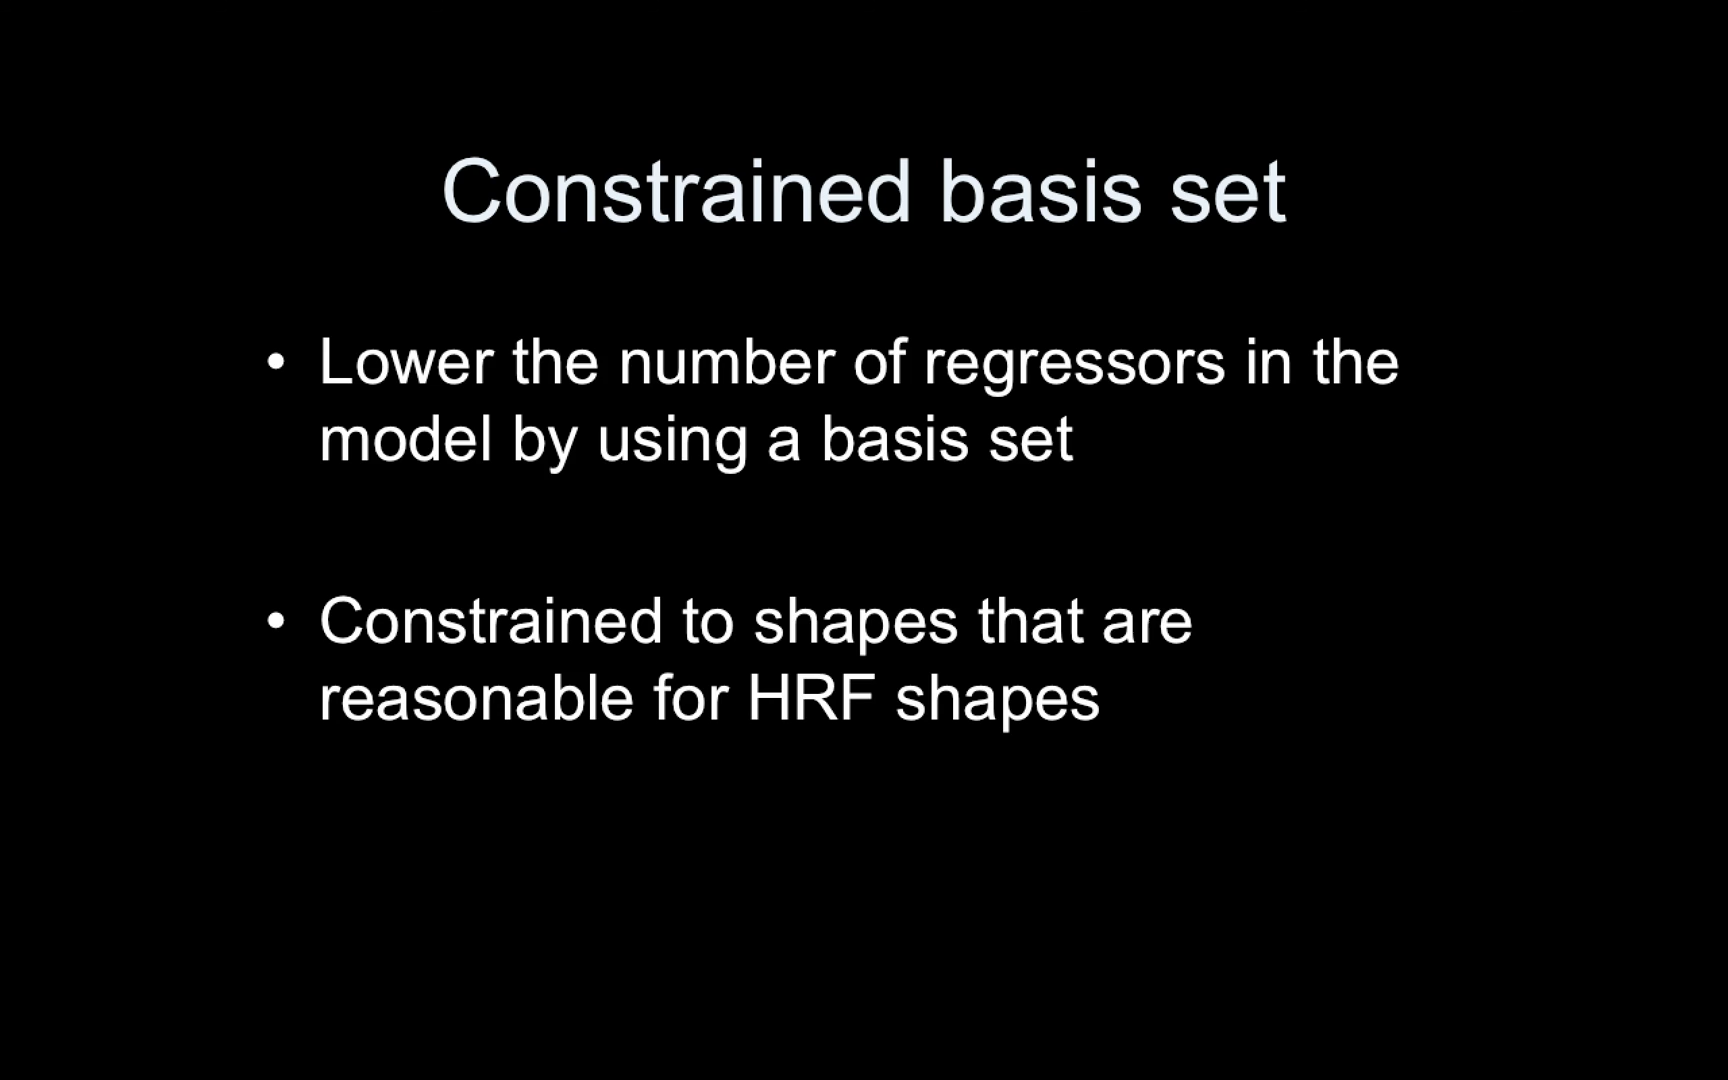 Constrained basis set
• Lower the number of regressors in the
model by using a basis set
• Constrained to shapes that are
reasonable for HRF shapes